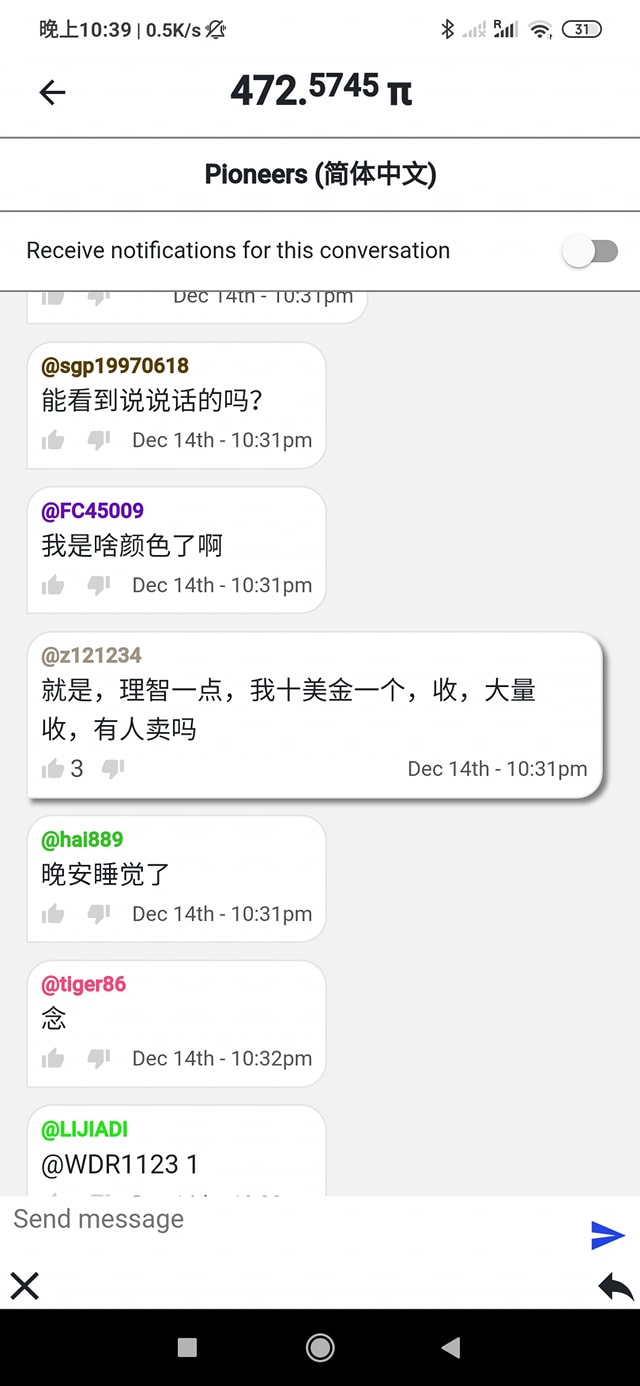 晚上10:39 | 0.5K/s
31
472.5745 π
Pioneers (简体中文)
Receive notifications for this conversation
Dec 14th - 10:31pm
@sgp19970618
能看到说说话的吗？
Dec 14th - 10:31pm
@FC45009
我是啥颜色了啊
Dec 14th - 10:31pm
@z121234
就是，理智一点，我十美金一个，收，大量
收，有人卖吗
3
Dec 14th - 10:31pm
@hal889
晚安睡觉了
Dec 14th - 10:31pm
@tiger86
念
Dec 14th - 10:32pm
@LIJIADI
@WDR1123 1
Send message